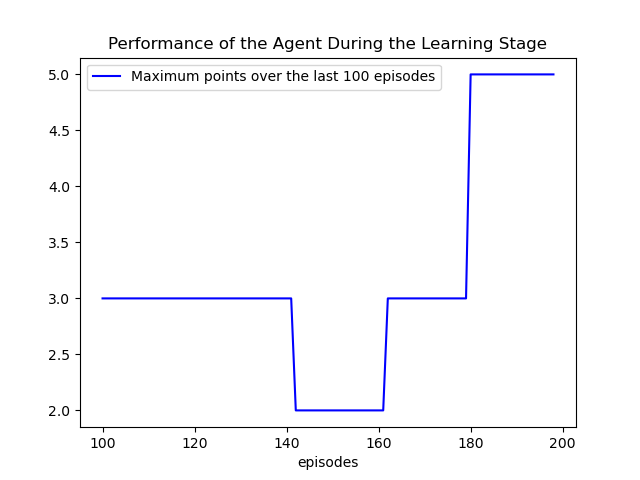 Performance of the Agent During the Learning Stage
Maximum points over the last 100 episodes
5.0
4.5
4.0
3.5
3.0
2.5
2.0
100 120 140 160 180 200
episodes